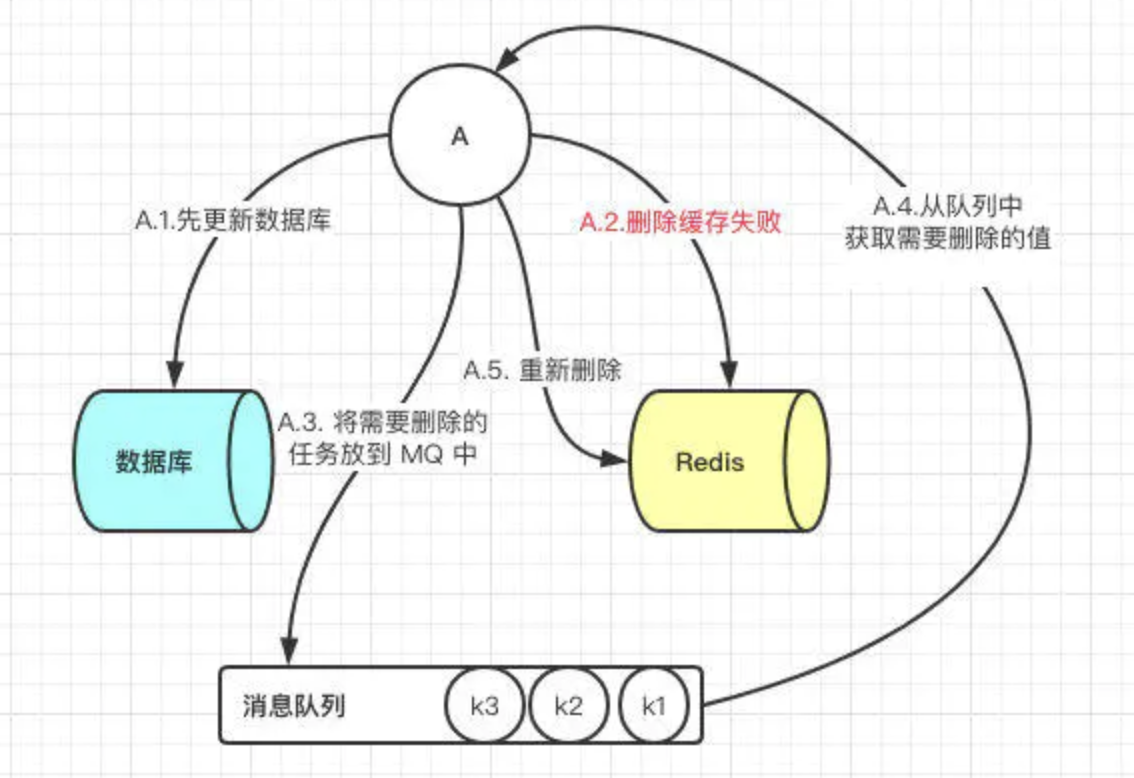 A
A.1.先更新数据库
A.2.删除缓存失败
A.4.从队列中
获取需要删除的值
A.5. 重新删除
A.3. 将需要删除的
任务放到 MQ 中
数据库
Redis
消息队列
k3
k2
k1